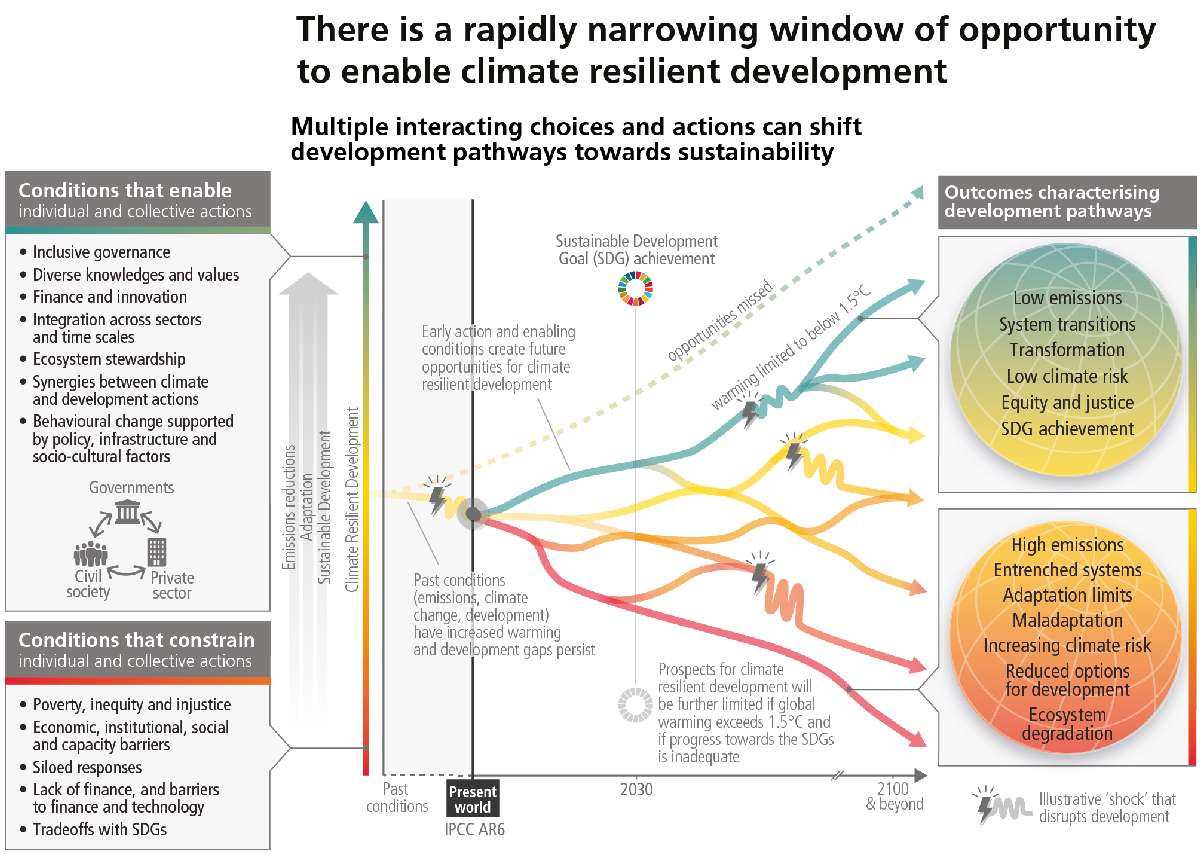 There is a rapidly narrowing window of opportunity
to enable climate resilient development
Multiple interacting choices and actions can shift
development pathways towards sustainability
Conditions that enable
individual and collective actions
• Inclusive governance
• Diverse knowledges and values
• Finance and innovation
• Integration across sectors
and time scales
• Ecosystem stewardship
• Synergies between climate
and development actions
• Behavioural change supported
by policy, infrastructure and
socio-cultural factors
Governments
Civil
society
Private
sector
Conditions that constrain
individual and collective actions
• Poverty, inequity and injustice
• Economic, institutional, social
and capacity barriers
• Siloed responses
• Lack of finance, and barriers
to finance and technology
• Tradeoffs with SDGs
Emissions reductions
Adaptation
Sustainable Development
Climate Resilient Development
Sustainable Development
Goal (SDG) achievement
Early action and enabling
conditions create future
opportunities for climate
resilient development
opportunities missed
warming limited to below 1.5°C
Past conditions
(emissions, climate
change, development)
have increased warming
and development gaps persist
Prospects for climate
resilient development will
be further limited if global
warming exceeds 1.5°C and
if progress towards the SDGs
is inadequate
Past
conditions
Present
world
IPCC AR6
2030
2100
& beyond
Outcomes characterising
development pathways
Low emissions
System transitions
Transformation
Low climate risk
Equity and justice
SDG achievement
High emissions
Entrenched systems
Adaptation limits
Maladaptation
Increasing climate risk
Reduced options
for development
Ecosystem
degradation
Illustrative 'shock' that
disrupts development